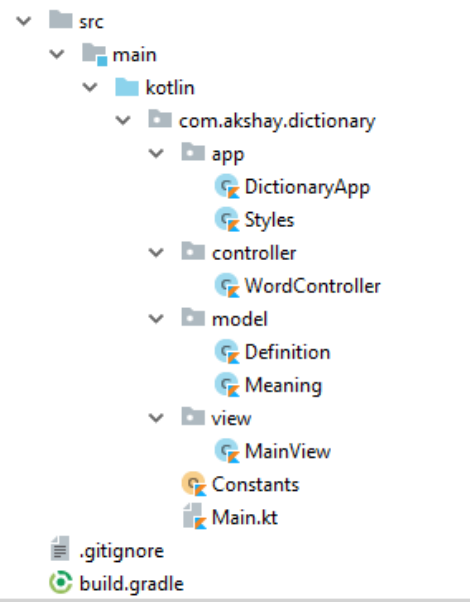 src
main
kotlin
com.akshay.dictionary
app
DictionaryApp
Styles
controller
WordController
model
Definition
Meaning
view
MainView
Constants
Main.kt
.gitignore
build.gradle